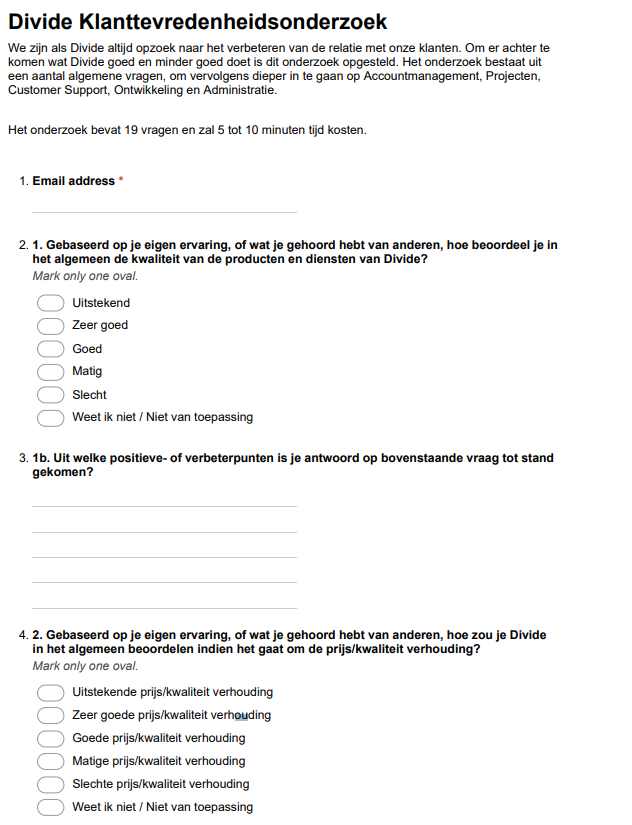 Divide Klanttevredenheidsonderzoek
We zijn als Divide altijd opzoek naar het verbeteren van de relatie met onze klanten. Om er achter te
komen wat Divide goed en minder goed doet is dit onderzoek opgesteld. Het onderzoek bestaat uit
een aantal algemene vragen, om vervolgens dieper in te gaan op Accountmanagement, Projecten,
Customer Support, Ontwikkeling en Administratie.
Het onderzoek bevat 19 vragen en zal 5 tot 10 minuten tijd kosten.
1. Email address *
2. 1. Gebaseerd op je eigen ervaring, of wat je gehoord hebt van anderen, hoe beoordeel je in
het algemeen de kwaliteit van de producten en diensten van Divide?
Mark only one oval.
Uitstekend
Zeer goed
Goed
Matig
Slecht
Weet ik niet / Niet van toepassing
3. 1b. Uit welke positieve- of verbeterpunten is je antwoord op bovenstaande vraag tot stand
gekomen?
4. 2. Gebaseerd op je eigen ervaring, of wat je gehoord hebt van anderen, hoe zou je Divide
in het algemeen beoordelen indien het gaat om de prijs/kwaliteit verhouding?
Mark only one oval.
Uitstekende prijs/kwaliteit verhouding
Zeer goede prijs/kwaliteit verhouding
Goede prijs/kwaliteit verhouding
Matige prijs/kwaliteit verhouding
Slechte prijs/kwaliteit verhouding
Weet ik niet / Niet van toepassing